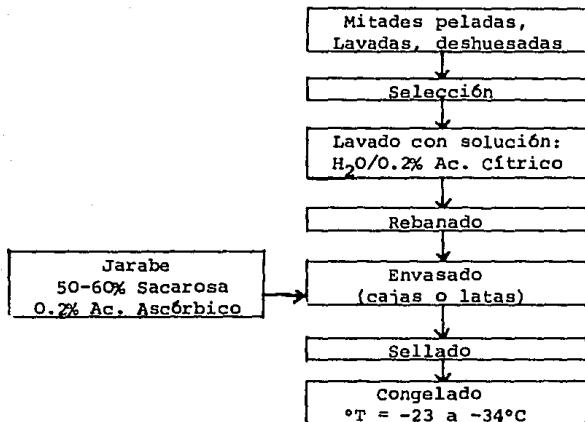 Mitades peladas,
Lavadas, deshuesadas
Selección
Lavado con solución:
H₂O/0.2% Ac. Cítrico
Rebanado
Jarabe
50-60% Sacarosa
0.2% Ac. Ascórbico
Envasado
(cajas o latas)
Sellado
Congelado
°T = -23 a -34°C